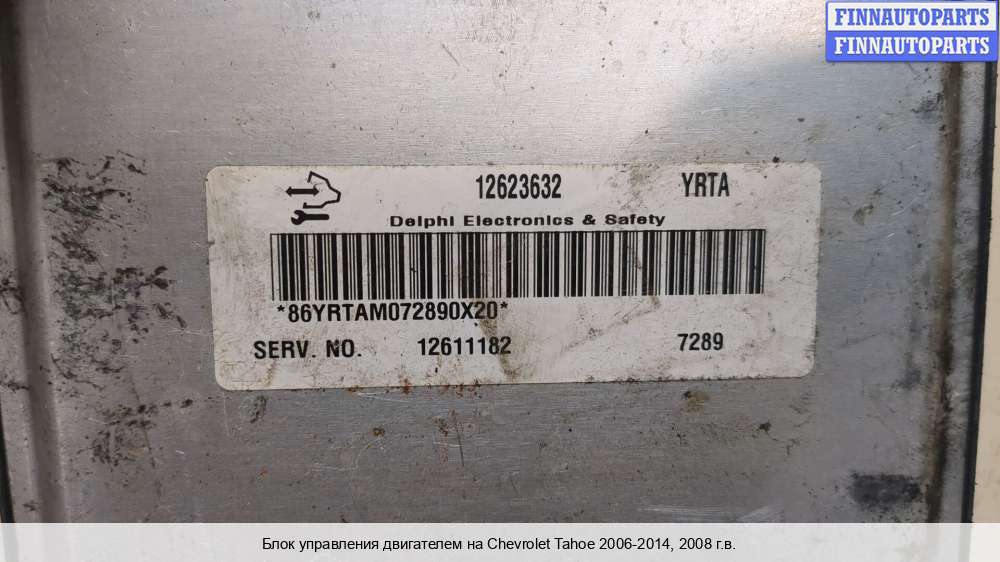 FINNAUTOPARTS
FINNAUTOPARTS
12623632 YRTA
Delphi Electronics & Safety
*86YRTAM072890X20*
SERV. NO. 12611182 7289
Блок управления двигателем на Chevrolet Tahoe 2006-2014, 2008 г.в.